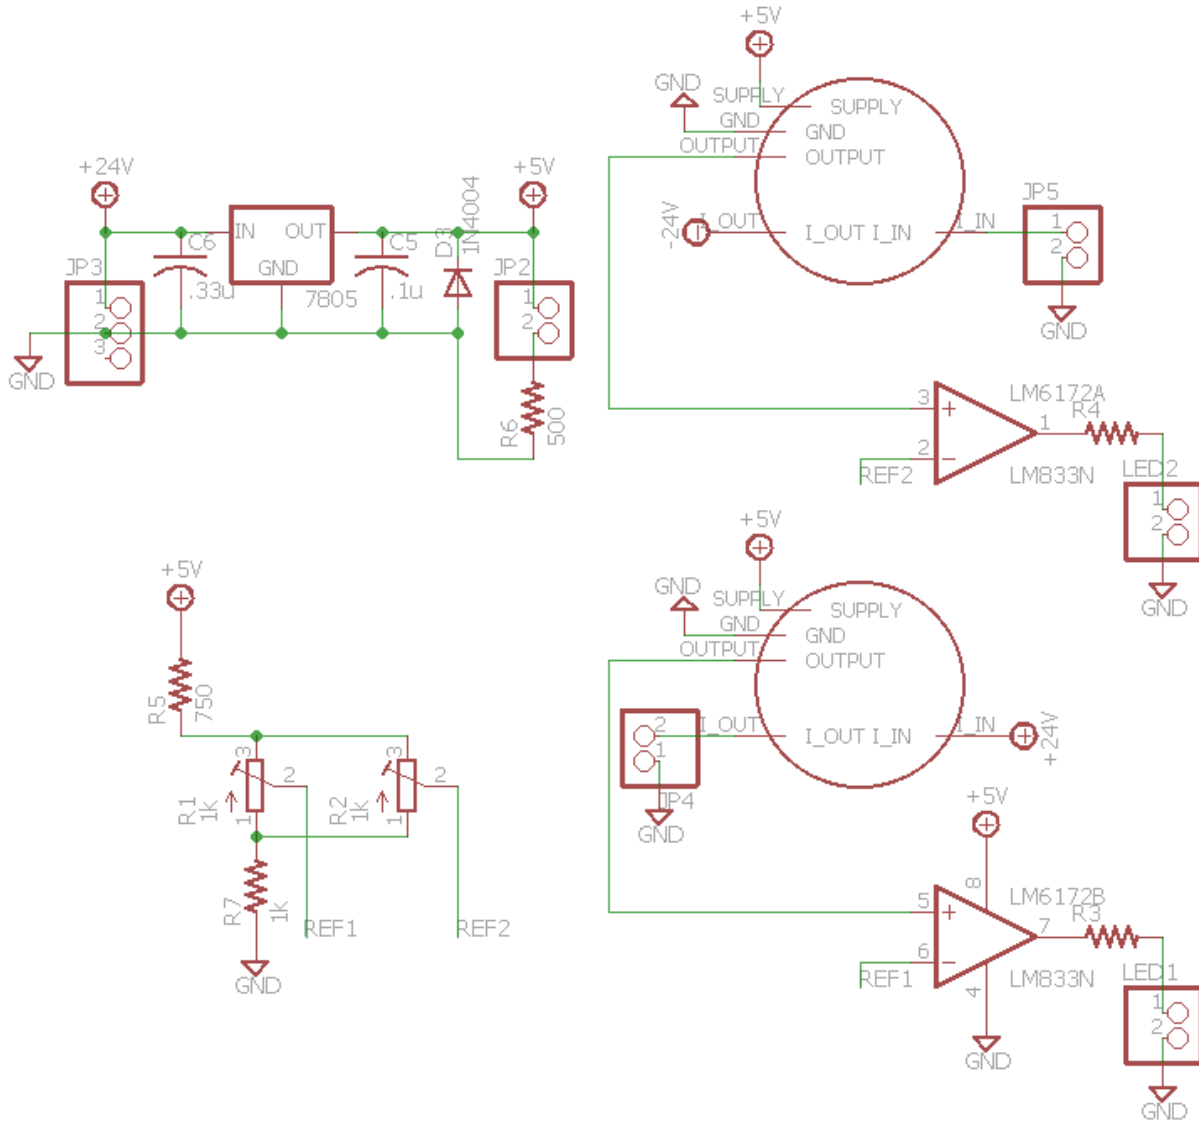 +5V
GND
SUPPLY
SUPPLY
GND
GND
OUTPUT
OUTPUT
-24V
I_OUT
I_OUT I_IN
I_IN
JP5
1
2
GND
+24V
+5V
IN
OUT
GND
7805
C6
.33u
C5
.1u
D3
1N4004
JP3
1
2
3
GND
JP2
1
2
R6
500
3
+
2
-
1
LM6172A
LM833N
REF2
R4
LED2
1
2
GND
+5V
R5
750
3
2
1
R1
1k
3
2
1
R2
1k
R7
1k
REF1
REF2
GND
+5V
GND
SUPPLY
SUPPLY
GND
GND
OUTPUT
OUTPUT
I_OUT
I_OUT I_IN
I_IN
+24V
2
1
JP4
GND
+5V
8
5
+
6
-
7
4
LM6172B
LM833N
REF1
GND
R3
LED1
1
2
GND